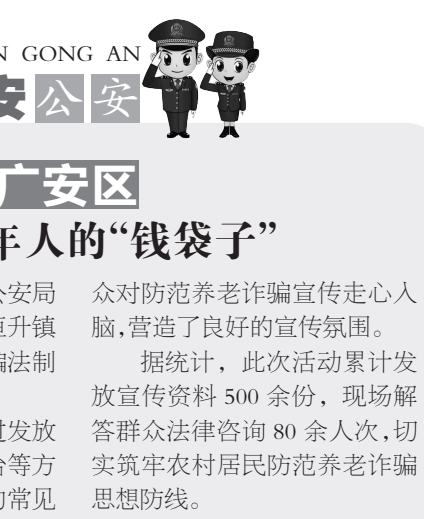 N GONG AN
安公安
广安区
年人的“钱袋子”
公安局
恒升镇
骗法制
过发放
台等方
的常见
众对防范养老诈骗宣传走心入
脑,营造了良好的宣传氛围。
据统计，此次活动累计发
放宣传资料 500 余份，现场解
答群众法律咨询 80 余人次,切
实筑牢农村居民防范养老诈骗
思想防线。